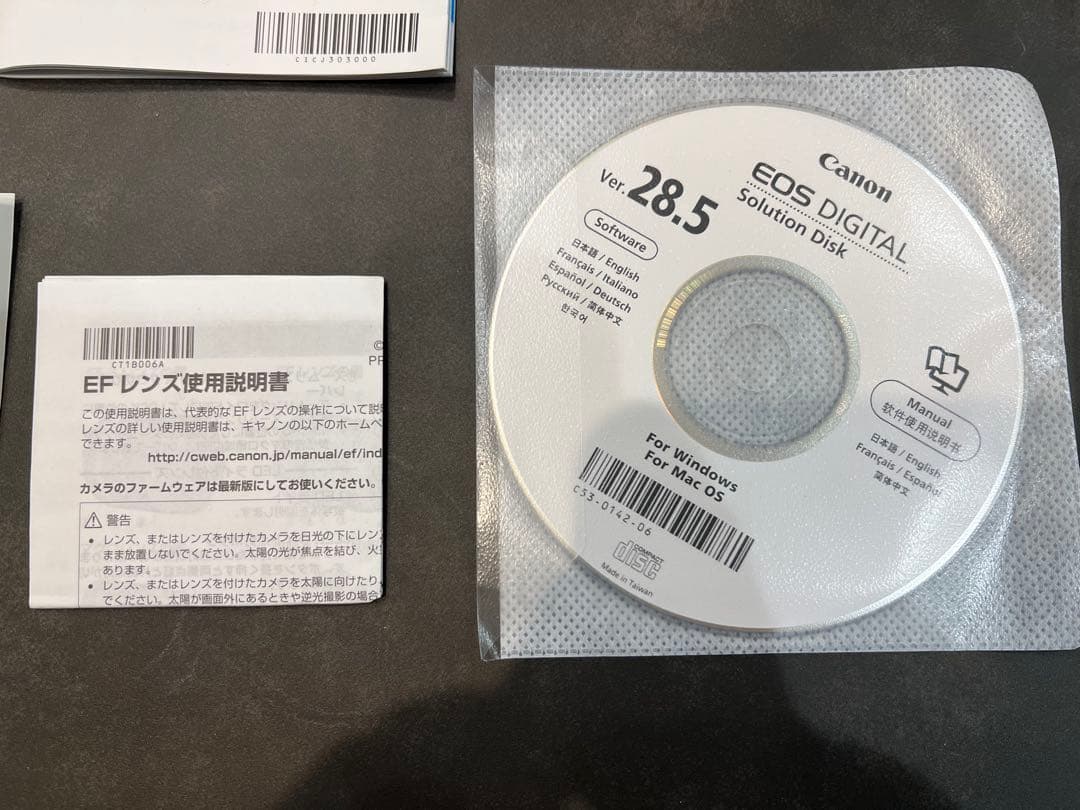 C1CJ303000
CT1B006A
EF レンズ使用説明書
この使用説明書は、代表的な EF レンズの操作について説
レンズの詳しい使用説明書は、キヤノンの以下のホームペ
できます。
http://cweb.canon.jp/manual/ef/ind
カメラのファームウェアは最新版にしてお使いください。
警告
• レンズ、またはレンズを付けたカメラを日光の下にレン
まま放置しないでください。太陽の光が焦点を結び、火
あります。
• レンズ、またはレンズを付けたカメラを太陽に向けたり
でください。太陽が画面外にあるときや逆光撮影の場合
©
PR
Canon
EOS DIGITAL
Solution Disk
Ver. 28.5
Software
日本語 / English
Français / Italiano
Español / Deutsch
Русский / 简体中文
한국어
Manual
软件使用说明书
日本語 / English
Français / Español
简体中文
For Windows
For Mac OS
C53-0142-06
COMPACT
disc
Made in Taiwan